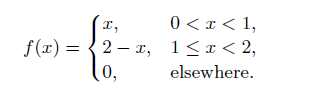 x, 0 < x < 1,
f(x) = { 2 − x, 1 ≤ x < 2,
0, elsewhere.